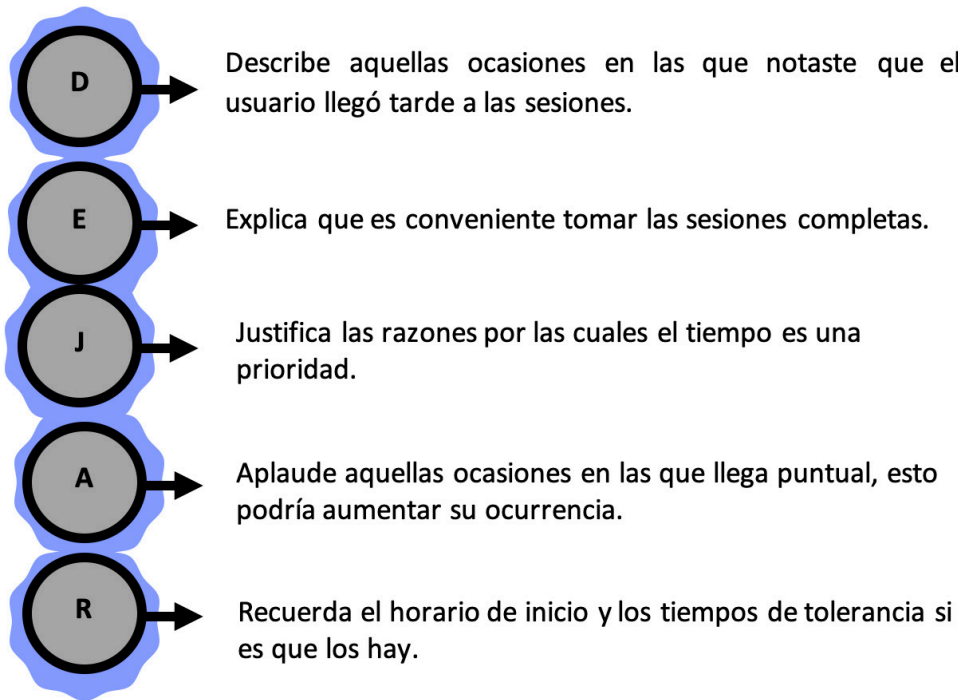 D
Describe aquellas ocasiones en las que notaste que el
usuario llegó tarde a las sesiones.
E
Explica que es conveniente tomar las sesiones completas.
J
Justifica las razones por las cuales el tiempo es una
prioridad.
A
Aplaude aquellas ocasiones en las que llega puntual, esto
podría aumentar su ocurrencia.
R
Recuerda el horario de inicio y los tiempos de tolerancia si
es que los hay.